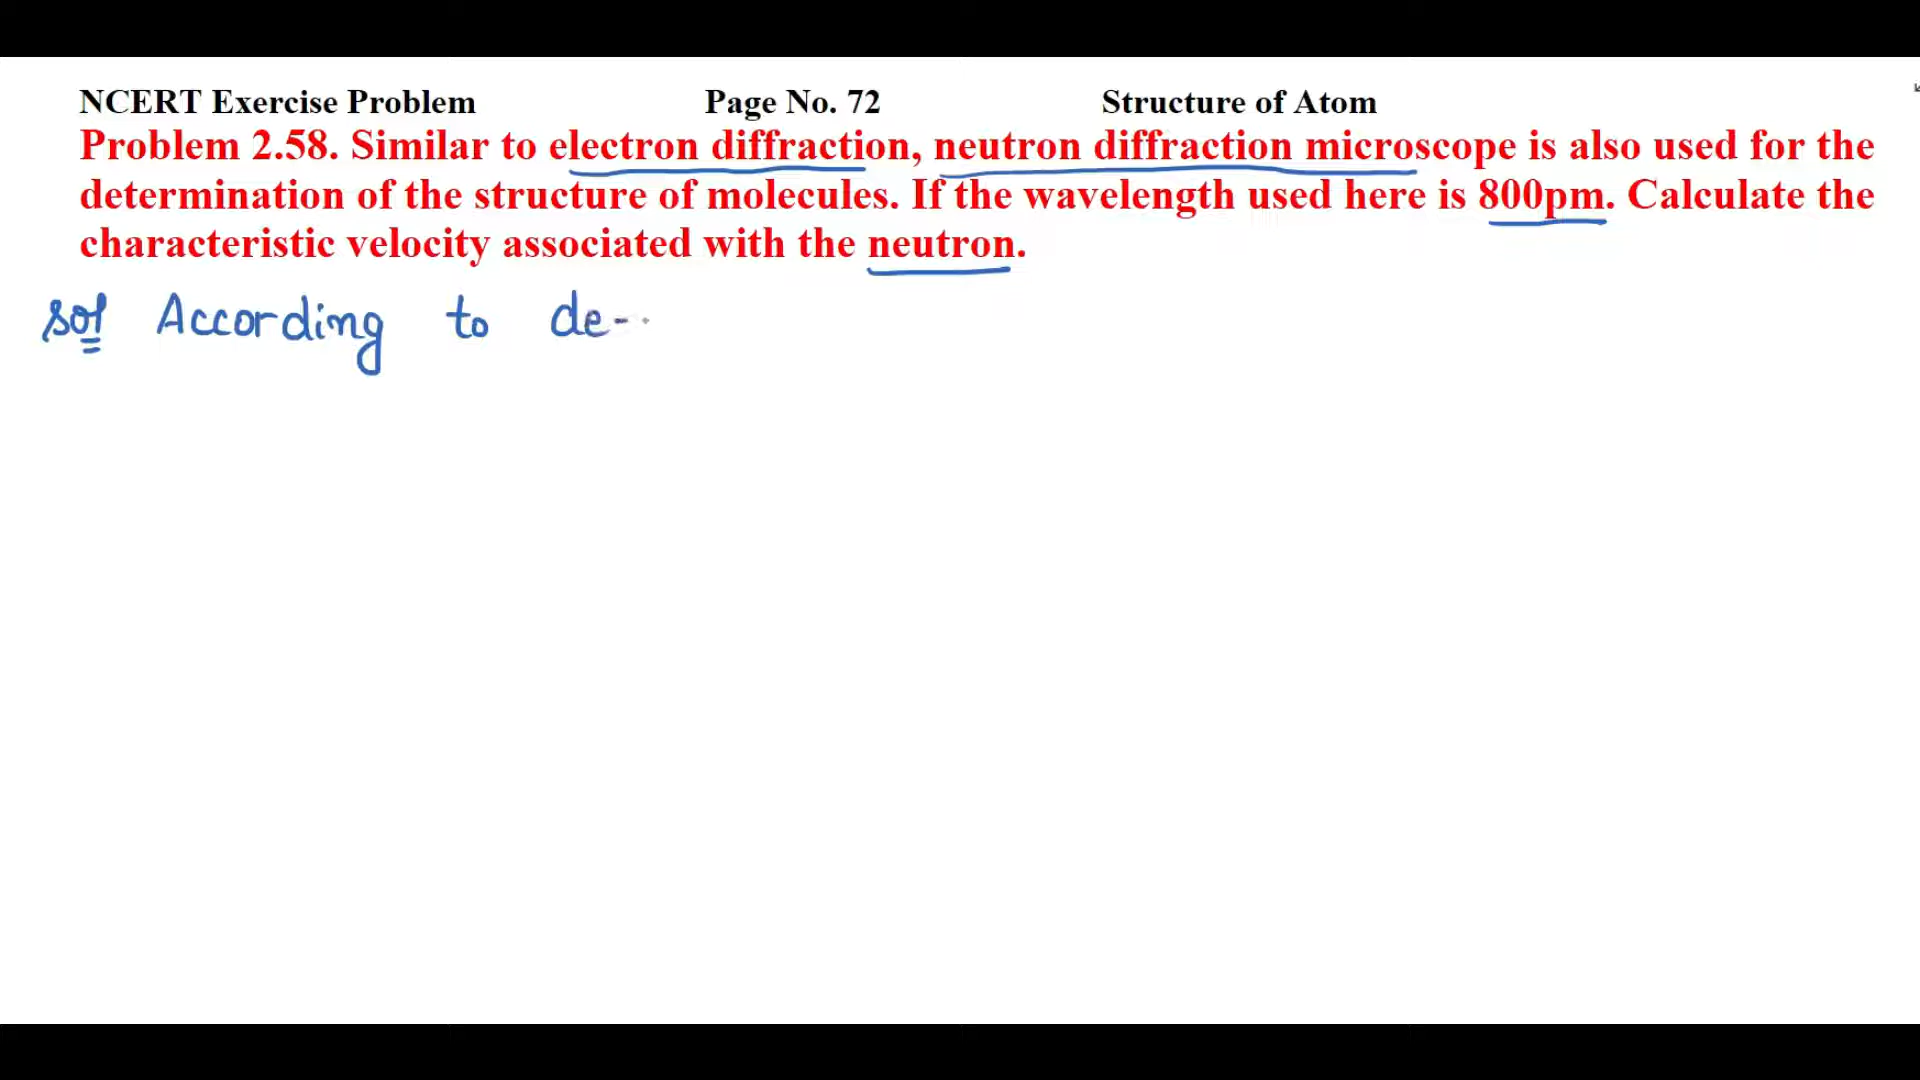 NCERT Exercise Problem Page No. 72 Structure of Atom
Problem 2.58. Similar to electron diffraction, neutron diffraction microscope is also used for the
determination of the structure of molecules. If the wavelength used here is 800pm. Calculate the
characteristic velocity associated with the neutron.
Sol According to de-